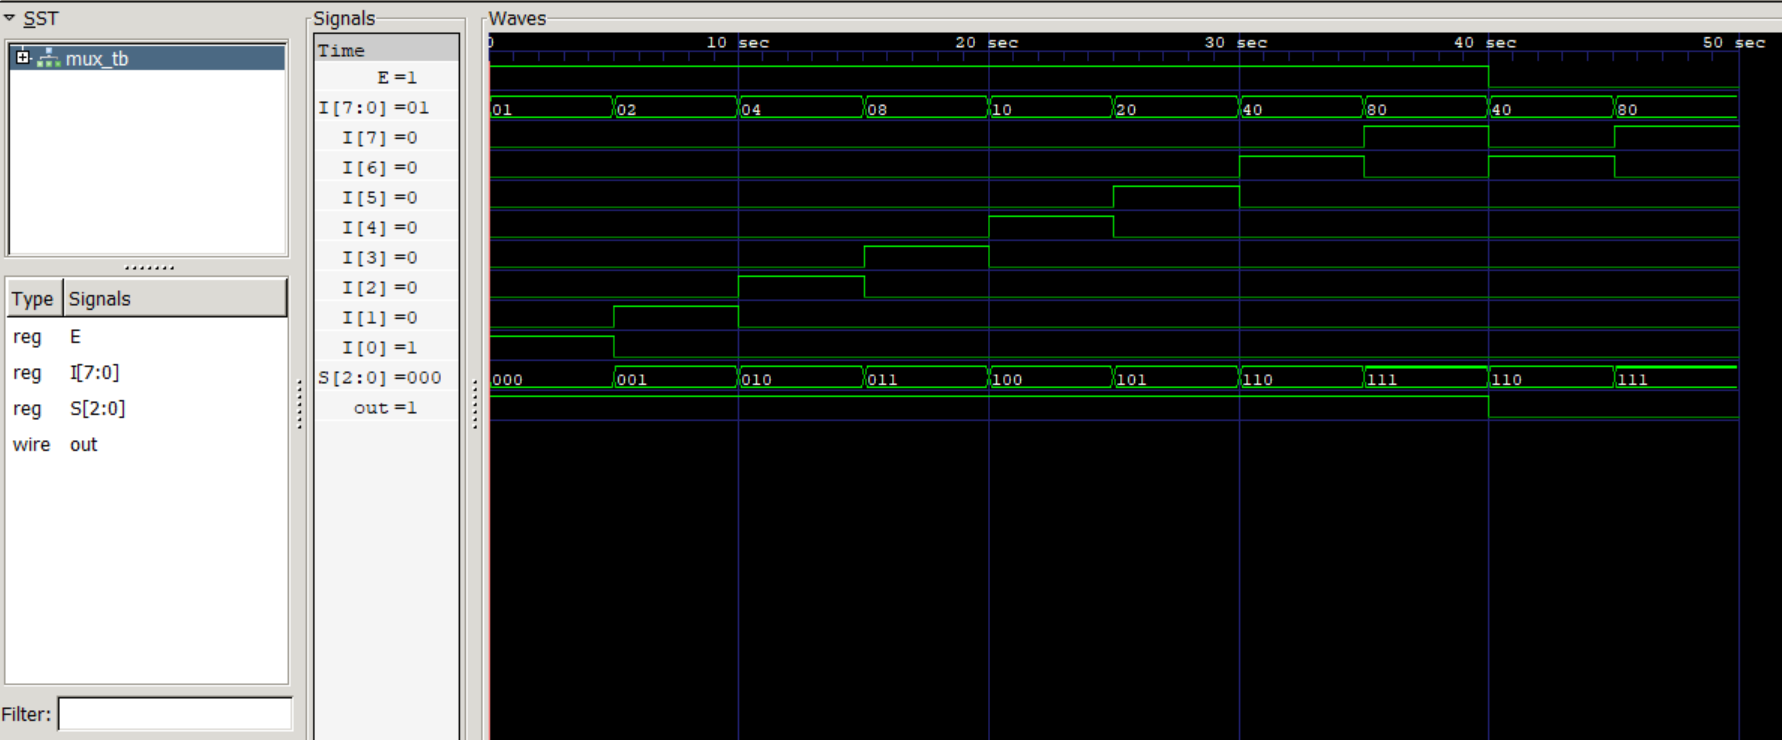 SST
mux_tb
Type Signals
reg E
reg I[7:0]
reg S[2:0]
wire out
Filter:
Signals
Time
E =1
I[7:0] =01
I[7] =0
I[6] =0
I[5] =0
I[4] =0
I[3] =0
I[2] =0
I[1] =0
I[0] =1
S[2:0] =000
out =1
Waves
0 10 sec 20 sec 30 sec 40 sec 50 sec
01 02 04 08 10 20 40 80 40 80
000 001 010 011 100 101 110 111 110 111